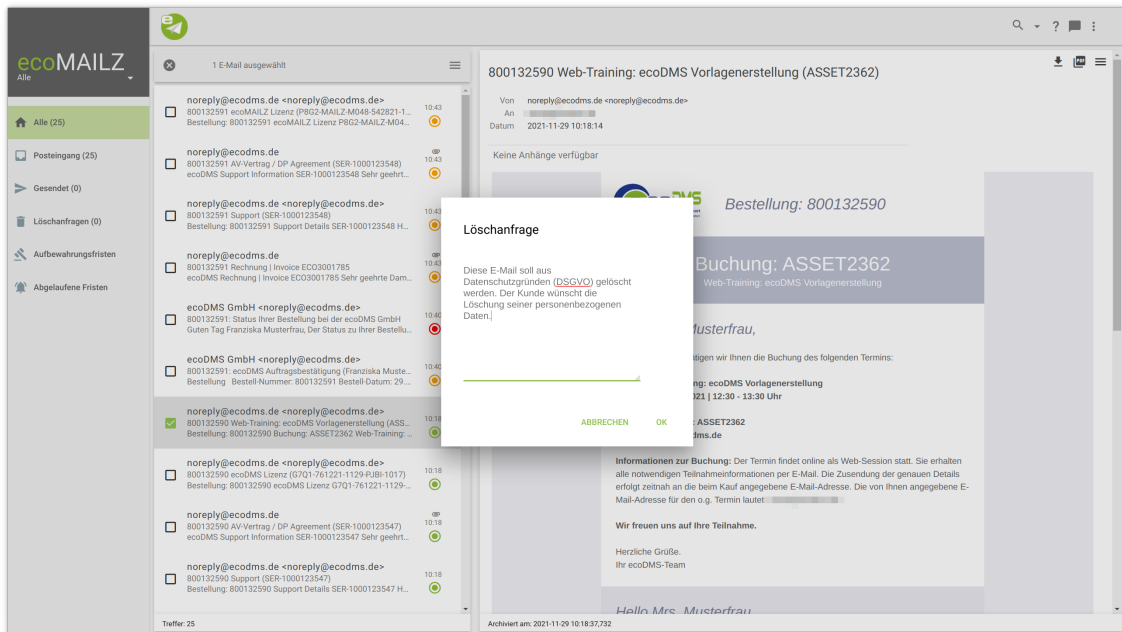 ecoMAILZ
Alle
Alle (25)
Posteingang (25)
Gesendet (0)
Löschanfragen (0)
Aufbewahrungsfristen
Abgelaufene Fristen
1 E-Mail ausgewählt
noreply@ecodms.de <noreply@ecodms.de>
800132591 ecoMAILZ Lizenz (P8G2-MAILZ-M048-542821-1...
10:43
Bestellung: 800132591 ecoMAILZ Lizenz P8G2-MAILZ-M04...
noreply@ecodms.de
800132591 AV-Vertrag / DP Agreement (SER-1000123548)
10:43
ecoDMS Support Information SER-1000123548 Sehr geehrt...
noreply@ecodms.de <noreply@ecodms.de>
800132591 Support (SER-1000123548)
10:43
Bestellung: 800132591 Support Details SER-1000123548 H...
noreply@ecodms.de
800132591 Rechnung | Invoice ECO3001785
10:43
ecoDMS Rechnung | Invoice ECO3001785 Sehr geehrte Dam...
ecoDMS GmbH <noreply@ecodms.de>
800132591: Status Ihrer Bestellung bei der ecoDMS GmbH
10:40
Guten Tag Franziska Musterfrau, Der Status zu Ihrer Bestellu...
ecoDMS GmbH <noreply@ecodms.de>
800132591: ecoDMS Auftragsbestätigung (Franziska Muste...
10:40
Bestellung Bestell-Nummer: 800132591 Bestell-Datum: 29...
noreply@ecodms.de <noreply@ecodms.de>
800132590 Web-Training: ecoDMS Vorlagenerstellung (ASS...
10:18
Bestellung: 800132590 Buchung: ASSET2362 Web-Training: ...
noreply@ecodms.de <noreply@ecodms.de>
800132590 ecoDMS Lizenz (G7Q1-761221-1129-PJBI-1017)
10:18
Bestellung: 800132590 ecoDMS Lizenz G7Q1-761221-1129-...
noreply@ecodms.de
800132590 AV-Vertrag / DP Agreement (SER-1000123547)
10:18
ecoDMS Support Information SER-1000123547 Sehr geehrt...
noreply@ecodms.de <noreply@ecodms.de>
800132590 Support (SER-1000123547)
10:18
Bestellung: 800132590 Support Details SER-1000123547 H...
Treffer: 25
800132590 Web-Training: ecoDMS Vorlagenerstellung (ASSET2362)
PDF
Von noreply@ecodms.de <noreply@ecodms.de>
An
Datum 2021-11-29 10:18:14
Keine Anhänge verfügbar
Bestellung: 800132590
Buchung: ASSET2362
Web-Training: ecoDMS Vorlagenerstellung
Musterfrau,
tigen wir Ihnen die Buchung des folgenden Termins:
ng: ecoDMS Vorlagenerstellung
021 | 12:30 - 13:30 Uhr
: ASSET2362
dms.de
Informationen zur Buchung: Der Termin findet online als Web-Session statt. Sie erhalten
alle notwendigen Teilnahmeinformationen per E-Mail. Die Zusendung der genauen Details
erfolgt zeitnah an die beim Kauf angegebene E-Mail-Adresse. Die von Ihnen angegebene E-
Mail-Adresse für den o.g. Termin lautet
Wir freuen uns auf Ihre Teilnahme.
Herzliche Grüße.
Ihr ecoDMS-Team
Hello Mrs. Musterfrau
Archiviert am: 2021-11-29 10:18:37,732
Löschanfrage
Diese E-Mail soll aus
Datenschutzgründen (DSGVO) gelöscht
werden. Der Kunde wünscht die
Löschung seiner personenbezogenen
Daten.
ABBRECHEN OK